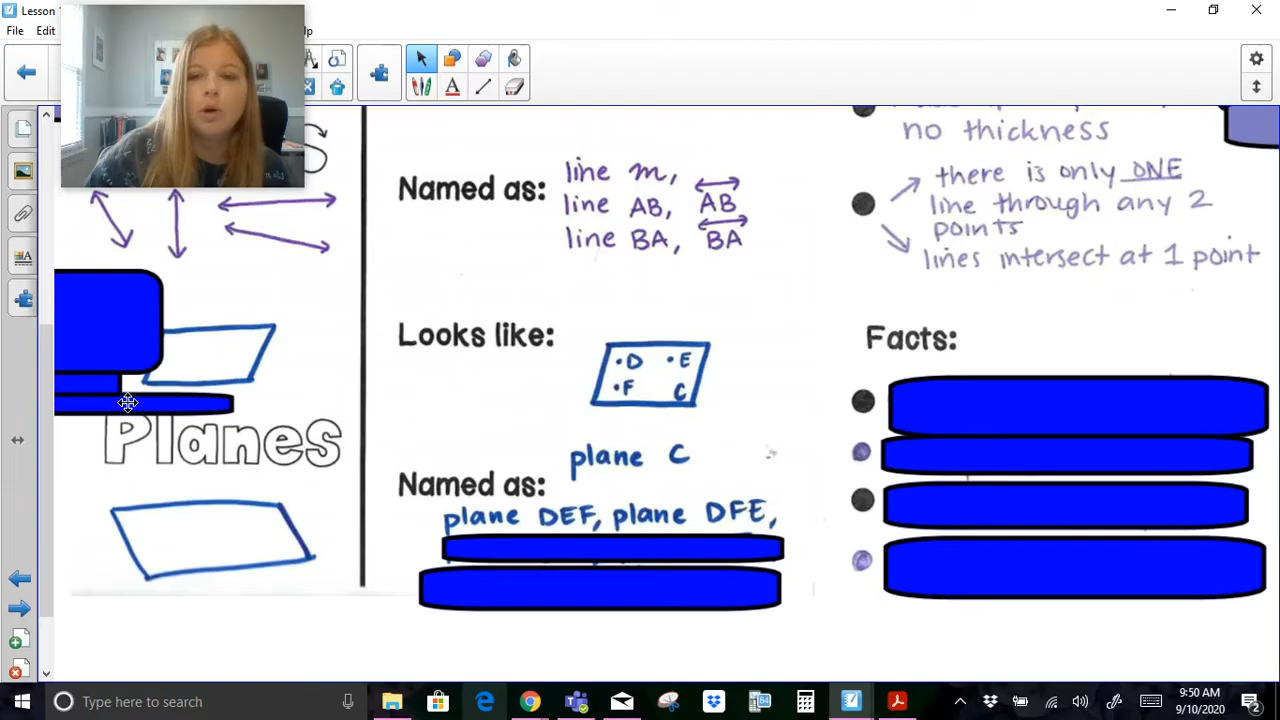 Lesson
File Edit
lp
no thickness
Named as:
line m,
line AB, AB
line BA, BA
there is only ONE
line through any 2
points
lines intersect at 1 point
Looks like:
D E
F C
Facts:
Planes
plane C
Named as:
plane DEF, plane DFE,
Type here to search
9:50 AM
9/10/2020
2